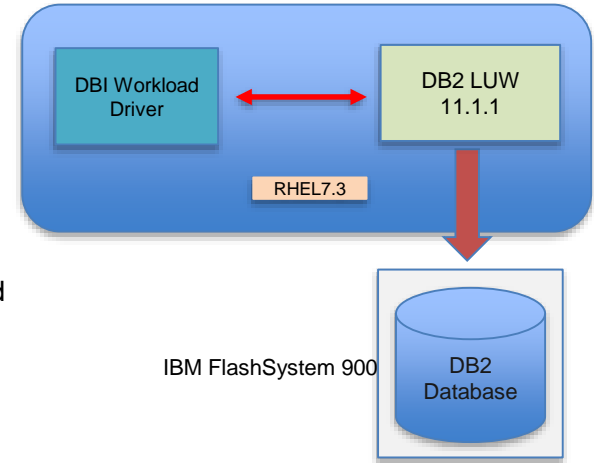 DBI Workload
Driver
DB2 LUW
11.1.1
RHEL7.3
d
IBM FlashSystem 900
DB2
Database